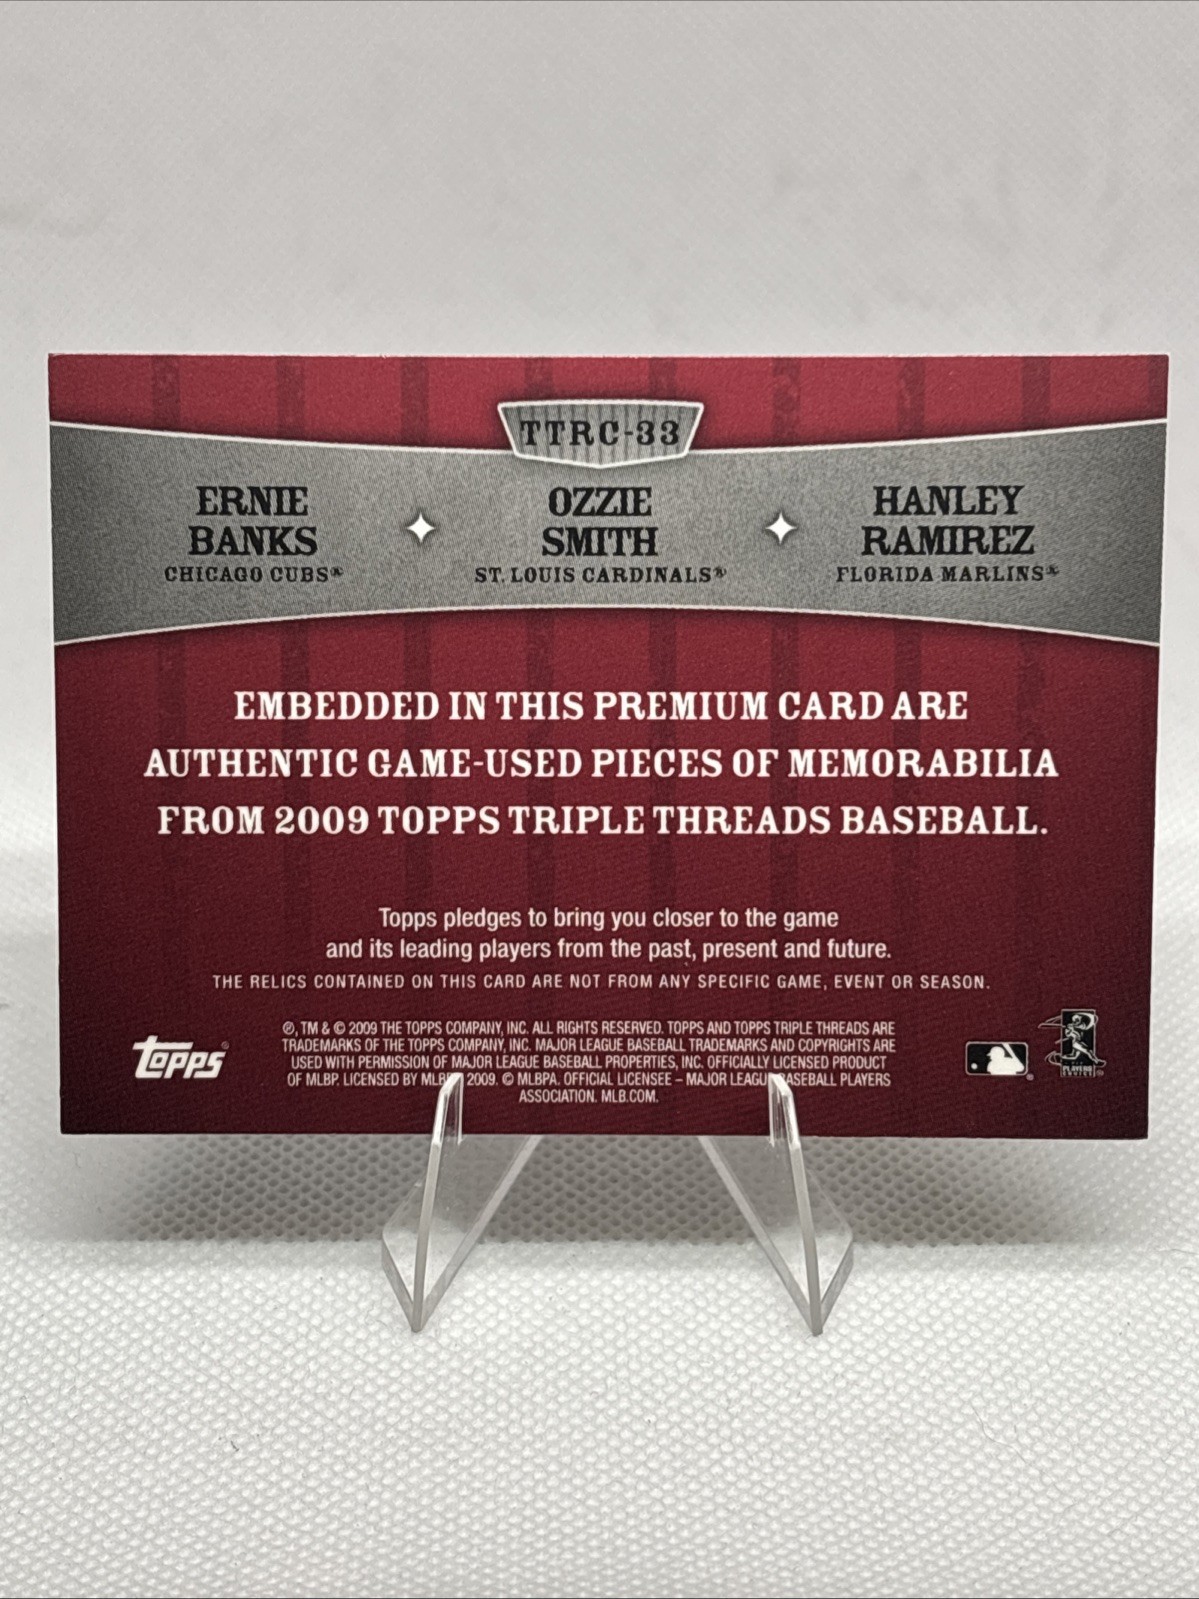 TTRC-33
ERNIE BANKS
CHICAGO CUBS®
OZZIE SMITH
ST. LOUIS CARDINALS®
HANLEY RAMIREZ
FLORIDA MARLINS®
EMBEDDED IN THIS PREMIUM CARD ARE
AUTHENTIC GAME-USED PIECES OF MEMORABILIA
FROM 2009 TOPPS TRIPLE THREADS BASEBALL.
Topps pledges to bring you closer to the game
and its leading players from the past, present and future.
THE RELICS CONTAINED ON THIS CARD ARE NOT FROM ANY SPECIFIC GAME, EVENT OR SEASON.
℗, TM & © 2009 THE TOPPS COMPANY, INC. ALL RIGHTS RESERVED. TOPPS AND TOPPS TRIPLE THREADS ARE
TRADEMARKS OF THE TOPPS COMPANY, INC. MAJOR LEAGUE BASEBALL TRADEMARKS AND COPYRIGHTS ARE
USED WITH PERMISSION OF MAJOR LEAGUE BASEBALL PROPERTIES, INC. OFFICIALLY LICENSED PRODUCT
OF MLBP. LICENSED BY 2009. © MLBPA. OFFICIAL LICENSEE – MAJOR LEAGUE BASEBALL PLAYERS
ASSOCIATION. MLB.COM.
Topps®
PLAYERS CHOICE